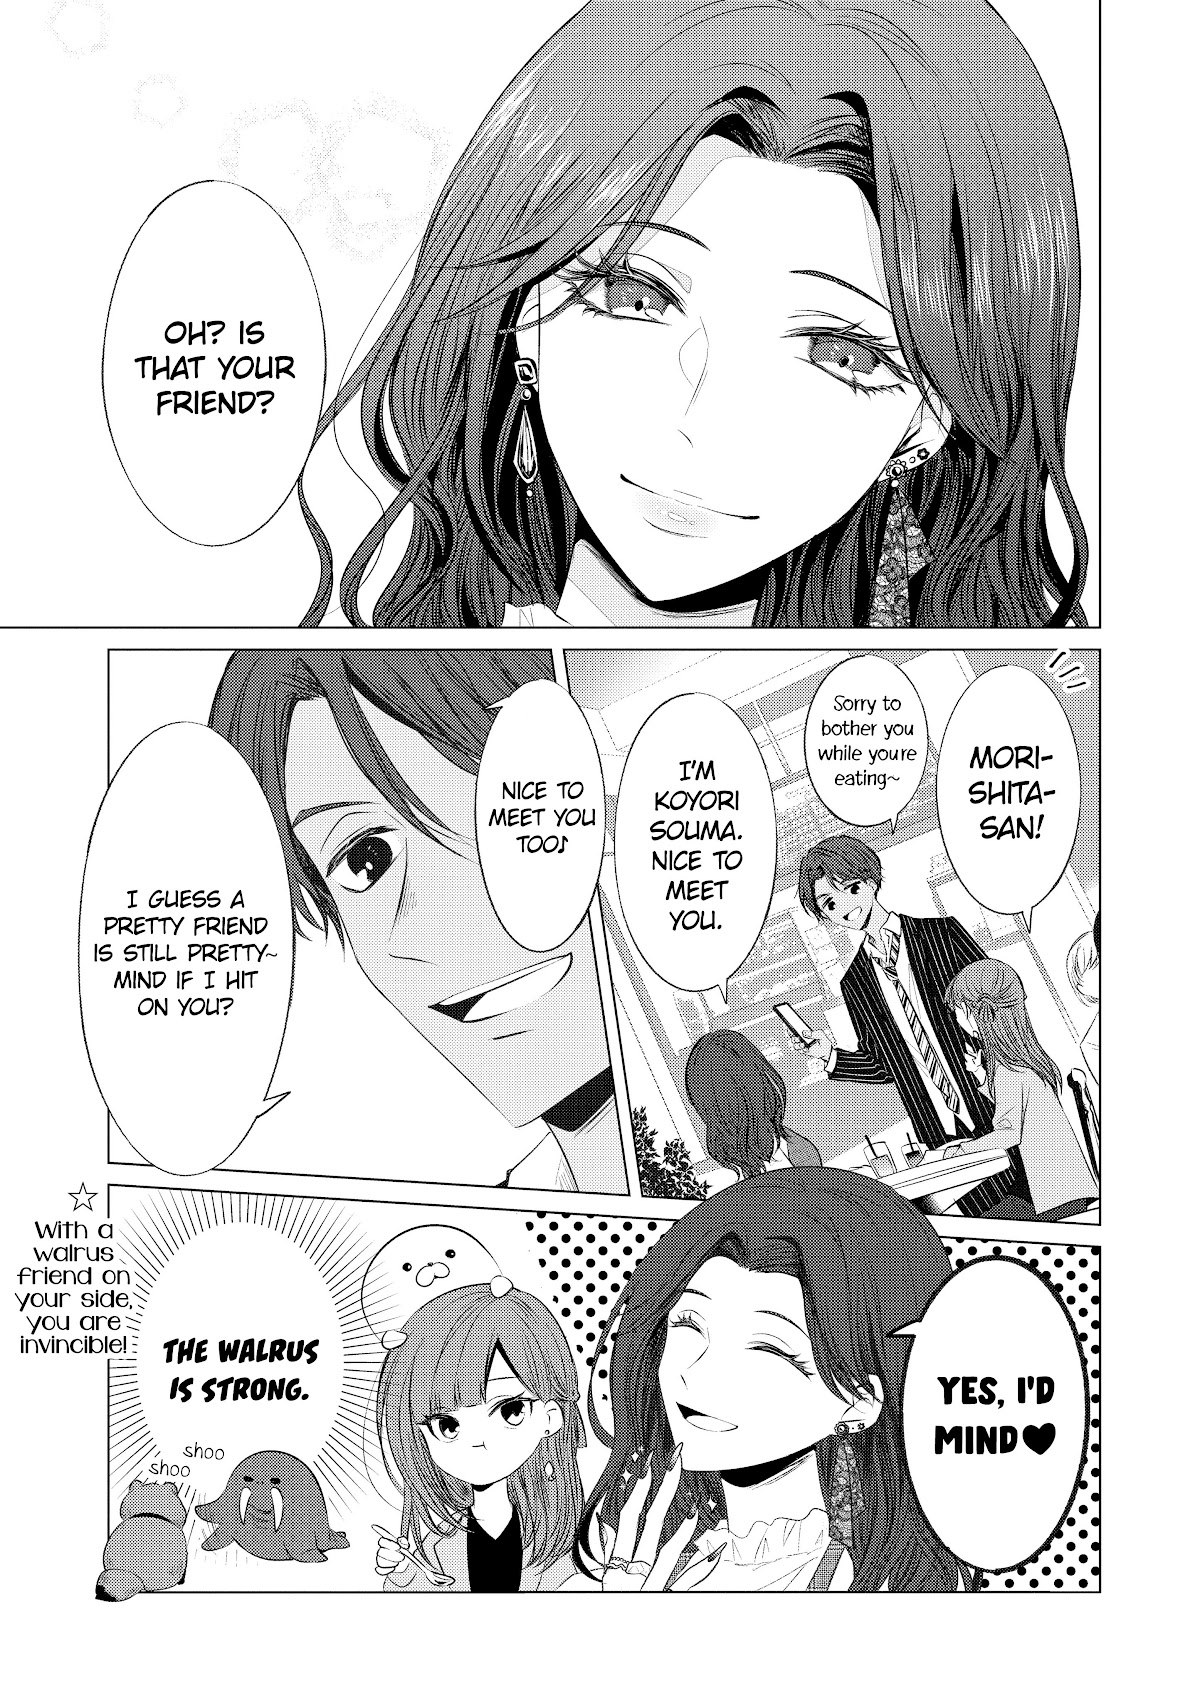 OH? IS
THAT YOUR
FRIEND?
MORI-
SHITA-
SAN!
Sorry to
bother you
while you're
eating~
I'M
KOYORI
SOUMA.
NICE TO
MEET
YOU.
NICE TO
MEET YOU
TOO♪
I GUESS A
PRETTY FRIEND
IS STILL PRETTY~
MIND IF I HIT
ON YOU?
YES, I'D
MIND♥
THE WALRUS
IS STRONG.
shoo
shoo
☆
With a
walrus
friend on
your side,
you are
invincible!